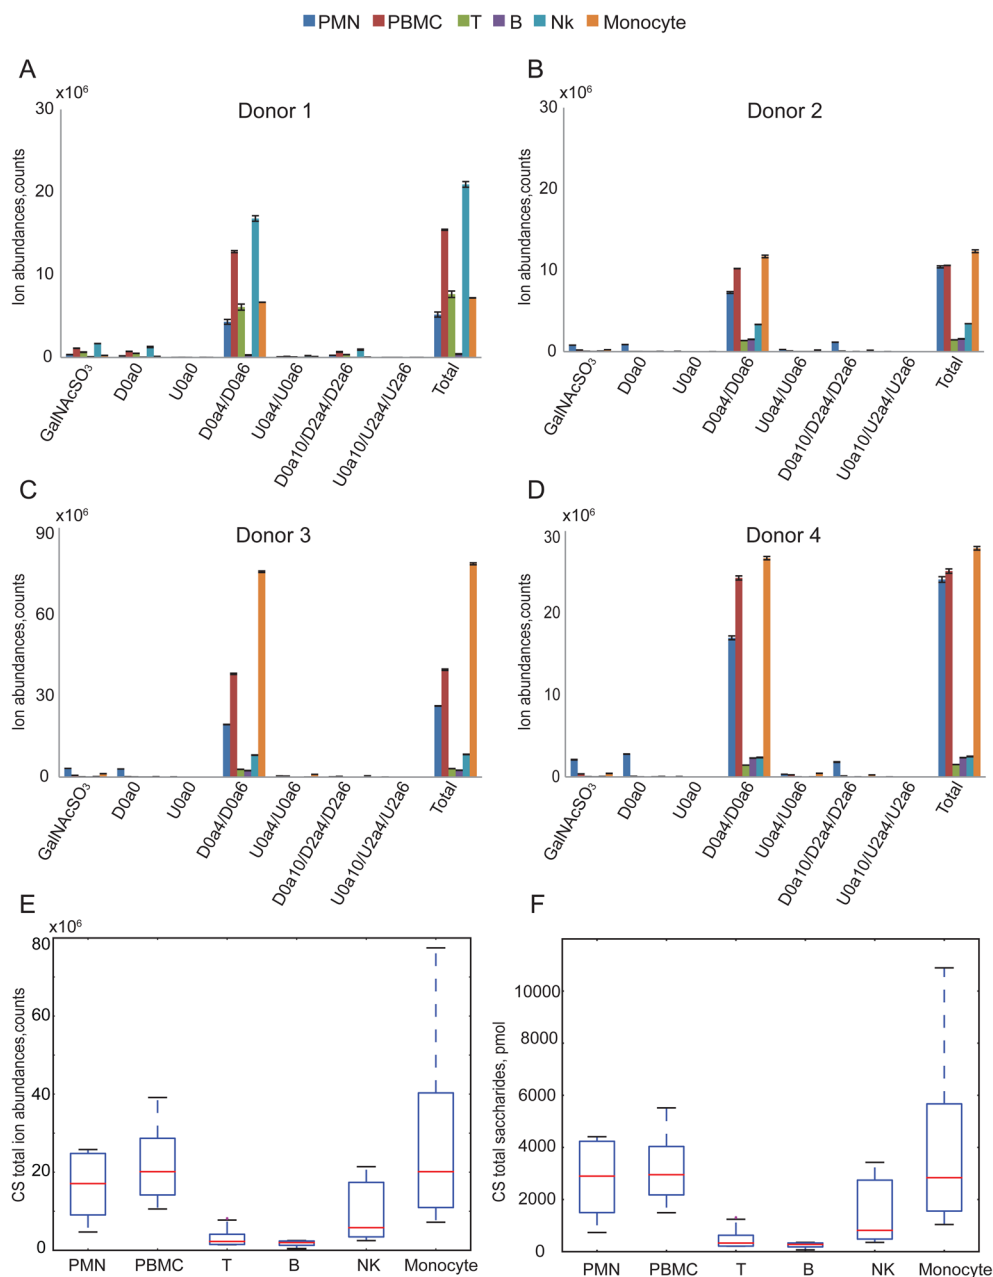 PMN PBMC T B Nk Monocyte
A
x10⁶
Donor 1
Ion abundances,counts
30
20
10
0
GalNAcSO₃
D0a0
U0a0
D0a4/D0a6
U0a4/U0a6
D0a10/D2a4/D2a6
U0a10/U2a4/U2a6
Total
B
x10⁶
Donor 2
Ion abundances,counts
30
20
10
0
GalNAcSO₃
D0a0
U0a0
D0a4/D0a6
U0a4/U0a6
D0a10/D2a4/D2a6
U0a10/U2a4/U2a6
Total
C
x10⁶
Donor 3
Ion abundances,counts
90
60
30
0
GalNAcSO₃
D0a0
U0a0
D0a4/D0a6
U0a4/U0a6
D0a10/D2a4/D2a6
U0a10/U2a4/U2a6
Total
D
x10⁶
Donor 4
Ion abundances,counts
30
20
10
0
GalNAcSO₃
D0a0
U0a0
D0a4/D0a6
U0a4/U0a6
D0a10/D2a4/D2a6
U0a10/U2a4/U2a6
Total
E
x10⁶
CS total ion abundances,counts
80
60
40
20
0
PMN PBMC T B NK Monocyte
F
CS total saccharides, pmol
10000
8000
6000
4000
2000
0
PMN PBMC T B NK Monocyte